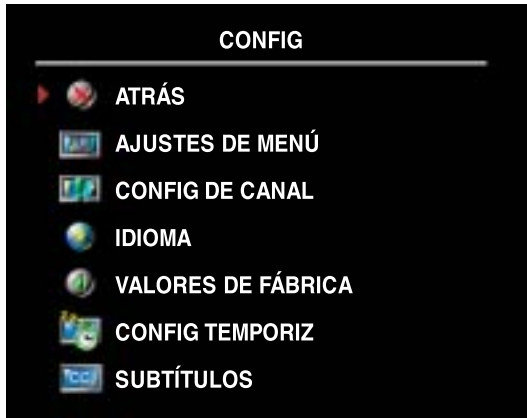 CONFIG
ATRÁS
AJUSTES DE MENÚ
CONFIG DE CANAL
IDIOMA
VALORES DE FÁBRICA
CONFIG TEMPORIZ
SUBTÍTULOS